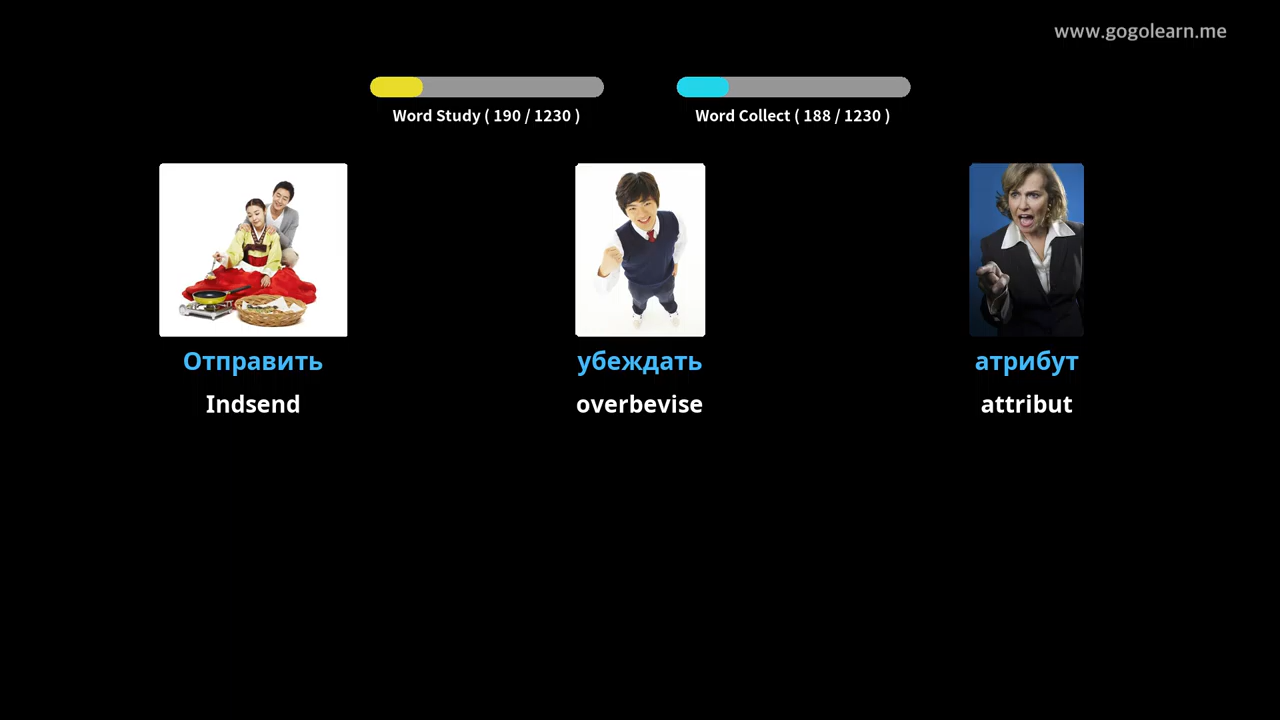 www.gogolearn.me
Word Study ( 190 / 1230 )
Word Collect ( 188 / 1230 )
Отправить
убеждать
атрибут
Indsend
overbevise
attribut